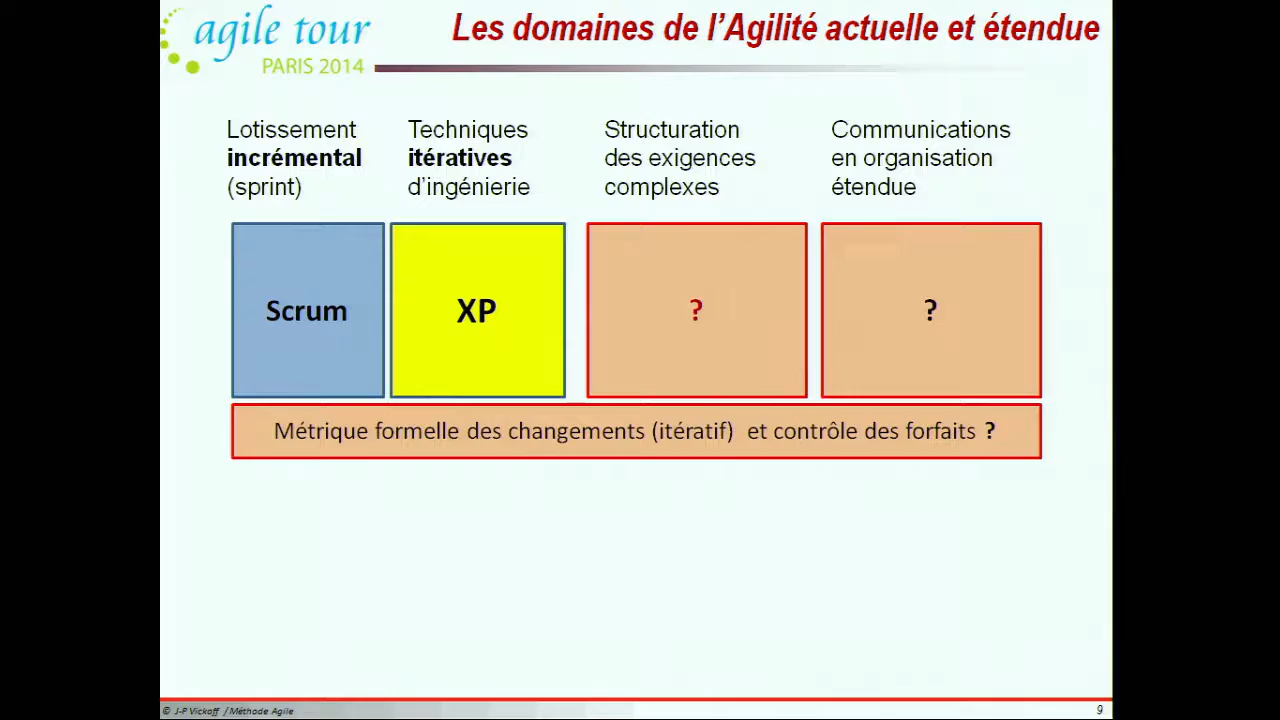 agile tour
PARIS 2014
Les domaines de l’Agilité actuelle et étendue
Lotissement
incrémental
(sprint)
Techniques
itératives
d’ingénierie
Structuration
des exigences
complexes
Communications
en organisation
étendue
Scrum
XP
?
?
Métrique formelle des changements (itératif) et contrôle des forfaits ?
© J-P Vickoff / Méthode Agile
9